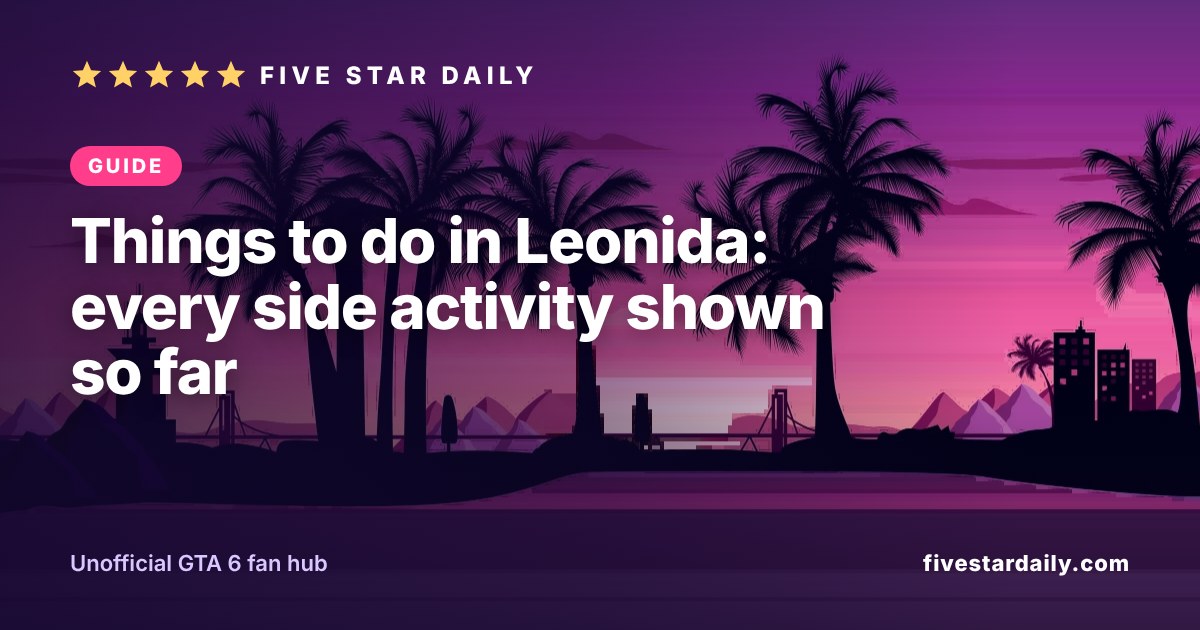 FIVE STAR DAILY
GUIDE
Things to do in Leonida:
every side activity shown
so far
Unofficial GTA 6 fan hub
fivestardaily.com